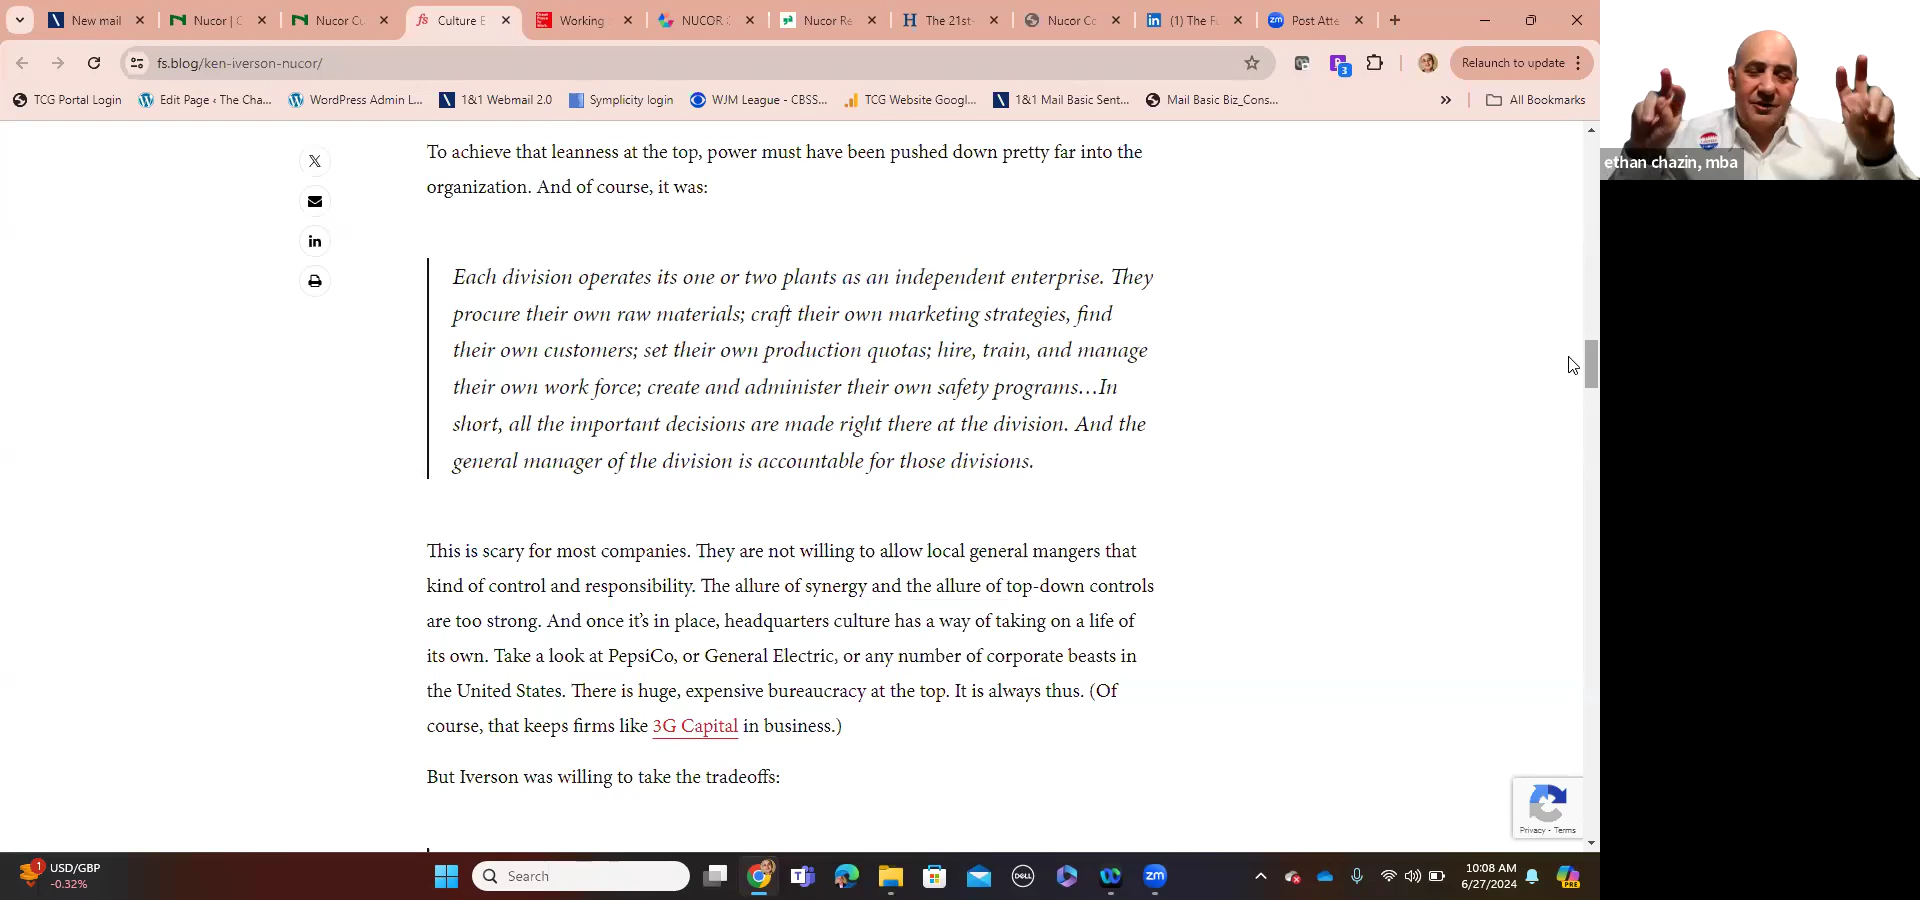 New mail
Nucor | C
Nucor Cu
Culture E
Working
NUCOR
Nucor Re
The 21st-
Nucor Co
(1) The F
Post Atte
fs.blog/ken-iverson-nucor/
3
Relaunch to update
TCG Portal Login
Edit Page ‹ The Cha...
WordPress Admin L...
1&1 Webmail 2.0
Symplicity login
WJM League - CBSS...
TCG Website Googl...
1&1 Mail Basic Sent...
Mail Basic Biz_Cons...
»
All Bookmarks
ethan chazin, mba
To achieve that leanness at the top, power must have been pushed down pretty far into the
organization. And of course, it was:
Each division operates its one or two plants as an independent enterprise. They
procure their own raw materials; craft their own marketing strategies, find
their own customers; set their own production quotas; hire, train, and manage
their own work force; create and administer their own safety programs…In
short, all the important decisions are made right there at the division. And the
general manager of the division is accountable for those divisions.
This is scary for most companies. They are not willing to allow local general mangers that
kind of control and responsibility. The allure of synergy and the allure of top-down controls
are too strong. And once it’s in place, headquarters culture has a way of taking on a life of
its own. Take a look at PepsiCo, or General Electric, or any number of corporate beasts in
the United States. There is huge, expensive bureaucracy at the top. It is always thus. (Of
course, that keeps firms like 3G Capital in business.)
But Iverson was willing to take the tradeoffs:
Privacy - Terms
1
USD/GBP
-0.32%
Search
DELL
zm
10:08 AM
6/27/2024
PRE